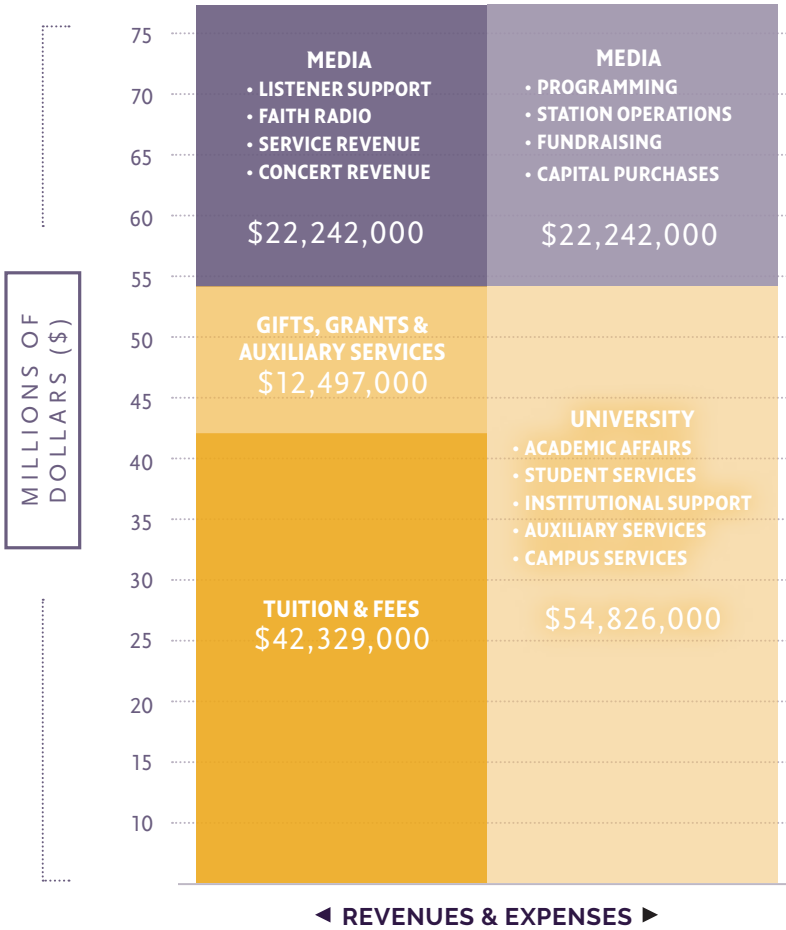 75
70
65
60
55
50
45
40
35
30
25
20
15
10
MILLIONS OF
DOLLARS ($)
MEDIA
• LISTENER SUPPORT
• FAITH RADIO
• SERVICE REVENUE
• CONCERT REVENUE
$22,242,000
GIFTS, GRANTS &
AUXILIARY SERVICES
$12,497,000
TUITION & FEES
$42,329,000
MEDIA
• PROGRAMMING
• STATION OPERATIONS
• FUNDRAISING
• CAPITAL PURCHASES
$22,242,000
UNIVERSITY
• ACADEMIC AFFAIRS
• STUDENT SERVICES
• INSTITUTIONAL SUPPORT
• AUXILIARY SERVICES
• CAMPUS SERVICES
$54,826,000
◄ REVENUES & EXPENSES ►